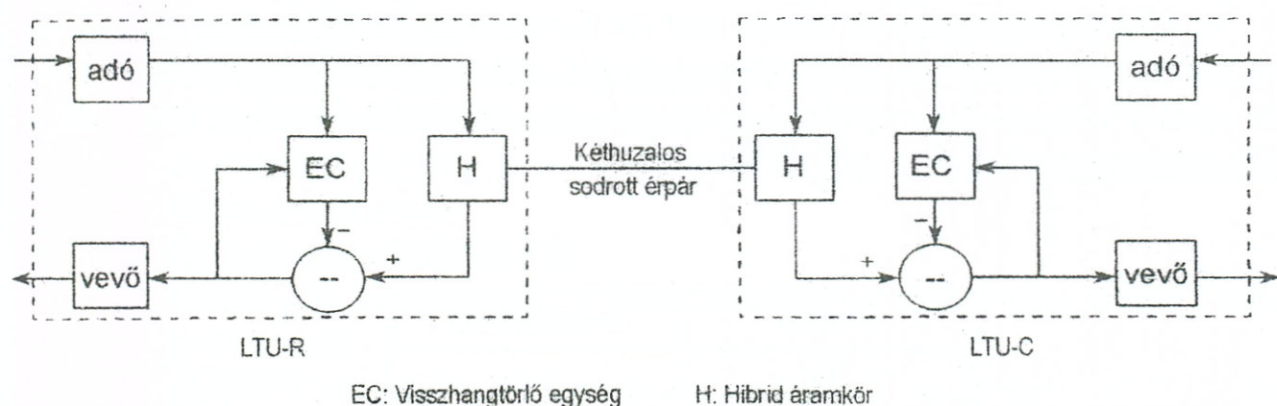 adó
adó
EC
H
Kéthuzalos
sodrott érpár
H
EC
–
–
+
+
vevő
--
--
vevő
LTU-R
LTU-C
EC: Visszhangtörlő egység
H: Hibrid áramkör